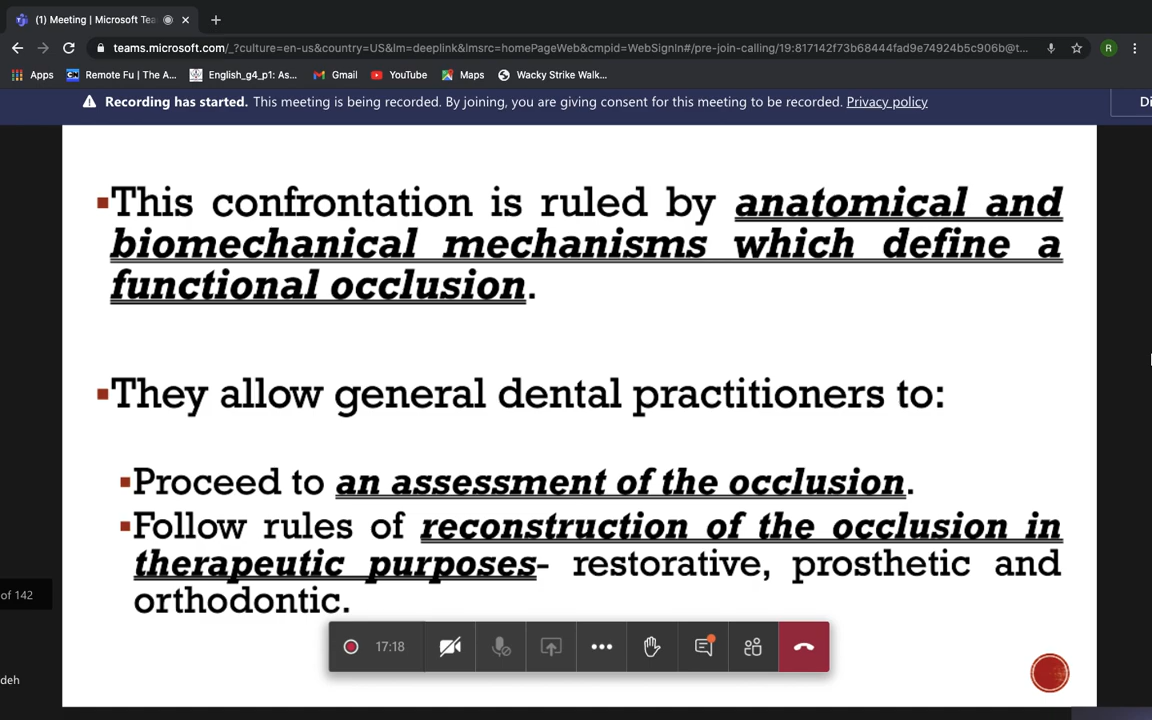 (1) Meeting | Microsoft Tea
teams.microsoft.com/_?culture=en-us&country=US&lm=deeplink&lmsrc=homePageWeb&cmpid=WebSignIn#/pre-join-calling/19:817142f73b68444fad9e74924b5c906b@t...
R
Apps Remote Fu | The A... English_g4_p1: As... Gmail YouTube Maps Wacky Strike Walk...
Recording has started. This meeting is being recorded. By joining, you are giving consent for this meeting to be recorded. Privacy policy Di
▪This confrontation is ruled by anatomical and
biomechanical mechanisms which define a
functional occlusion.
▪They allow general dental practitioners to:
▪Proceed to an assessment of the occlusion.
▪Follow rules of reconstruction of the occlusion in
therapeutic purposes- restorative, prosthetic and
orthodontic.
of 142
17:18
deh